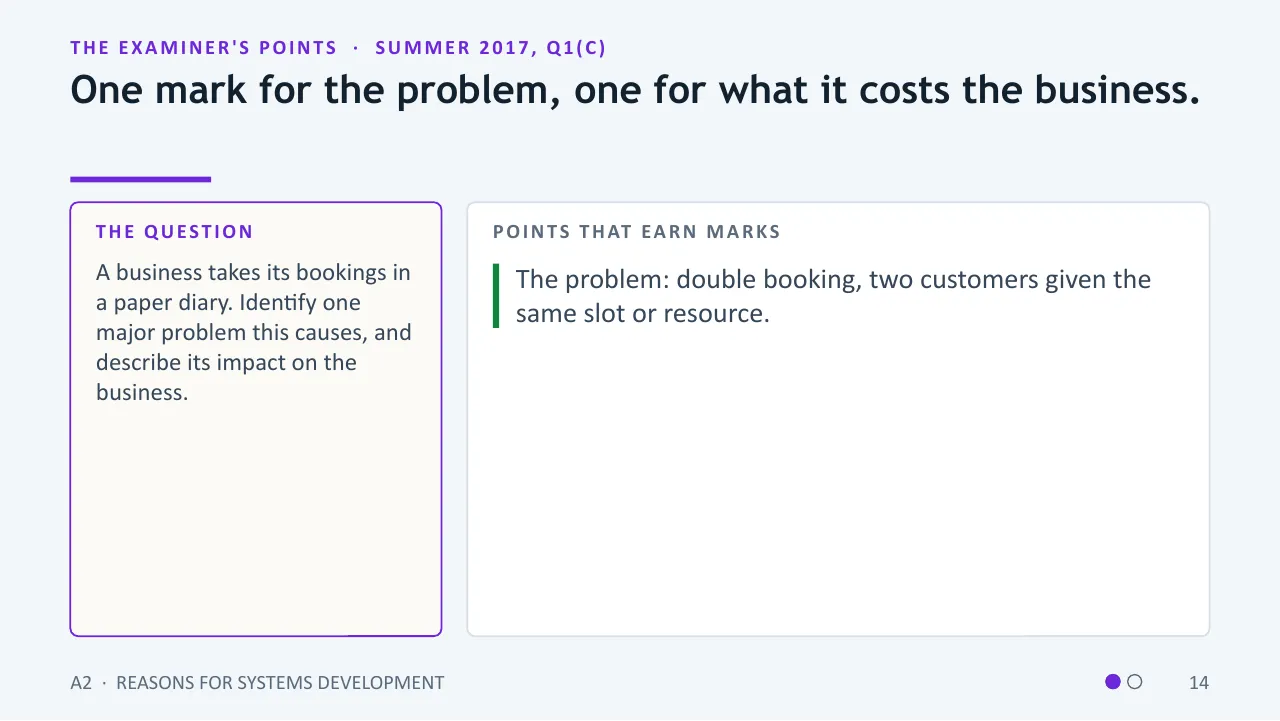 THE EXAMINER'S POINTS · SUMMER 2017, Q1(C)
One mark for the problem, one for what it costs the business.
THE QUESTION
A business takes its bookings in
a paper diary. Identify one
major problem this causes, and
describe its impact on the
business.
POINTS THAT EARN MARKS
The problem: double booking, two customers given the
same slot or resource.
A2 · REASONS FOR SYSTEMS DEVELOPMENT
14